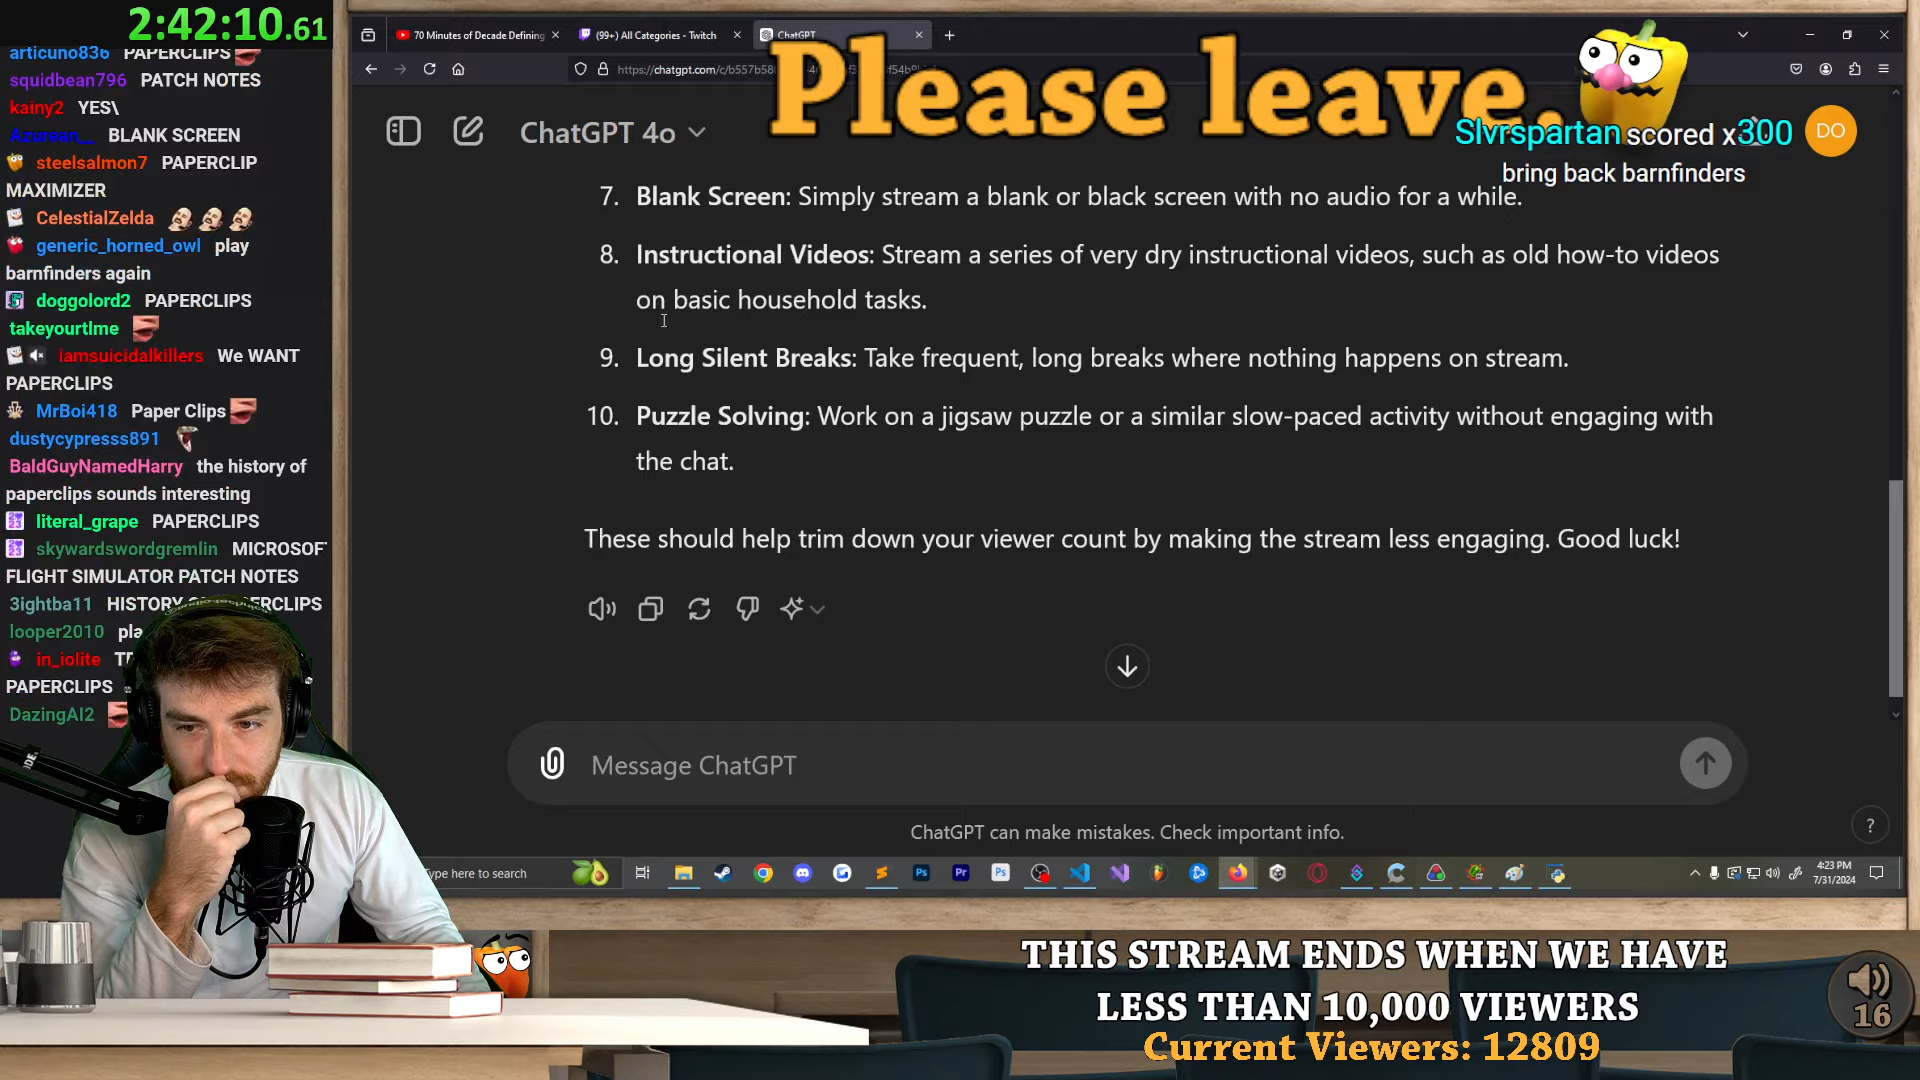 2:42:10.61
articuno836 PAPERCLIPS
squidbean796 PATCH NOTES
kainy2 YES\
Azurean__ BLANK SCREEN
steelsalmon7 PAPERCLIP
MAXIMIZER
CelestialZelda
generic_horned_owl play
barnfinders again
doggolord2 PAPERCLIPS
takeyourtIme
iamsuicidalkillers We WANT
PAPERCLIPS
MrBoi418 Paper Clips
dustycypresss891
BaldGuyNamedHarry the history of
paperclips sounds interesting
literal_grape PAPERCLIPS
skywardswordgremlin MICROSOFT
FLIGHT SIMULATOR PATCH NOTES
3ightba11 HISTORY
looper2010
in_iolite
PAPERCLIPS
DazingAI2
70 Minutes of Decade Defining
(99+) All Categories - Twitch
ChatGPT
Please leave.
Slvrspartan scored x300
bring back barnfinders
DO
ChatGPT 4o
7. Blank Screen: Simply stream a blank or black screen with no audio for a while.
8. Instructional Videos: Stream a series of very dry instructional videos, such as old how-to videos
on basic household tasks.
9. Long Silent Breaks: Take frequent, long breaks where nothing happens on stream.
10. Puzzle Solving: Work on a jigsaw puzzle or a similar slow-paced activity without engaging with
the chat.
These should help trim down your viewer count by making the stream less engaging. Good luck!
Message ChatGPT
ChatGPT can make mistakes. Check important info.
?
Type here to search
Ps
Pr
Ps
4:23 PM
7/31/2024
THIS STREAM ENDS WHEN WE HAVE
LESS THAN 10,000 VIEWERS
Current Viewers: 12809
16